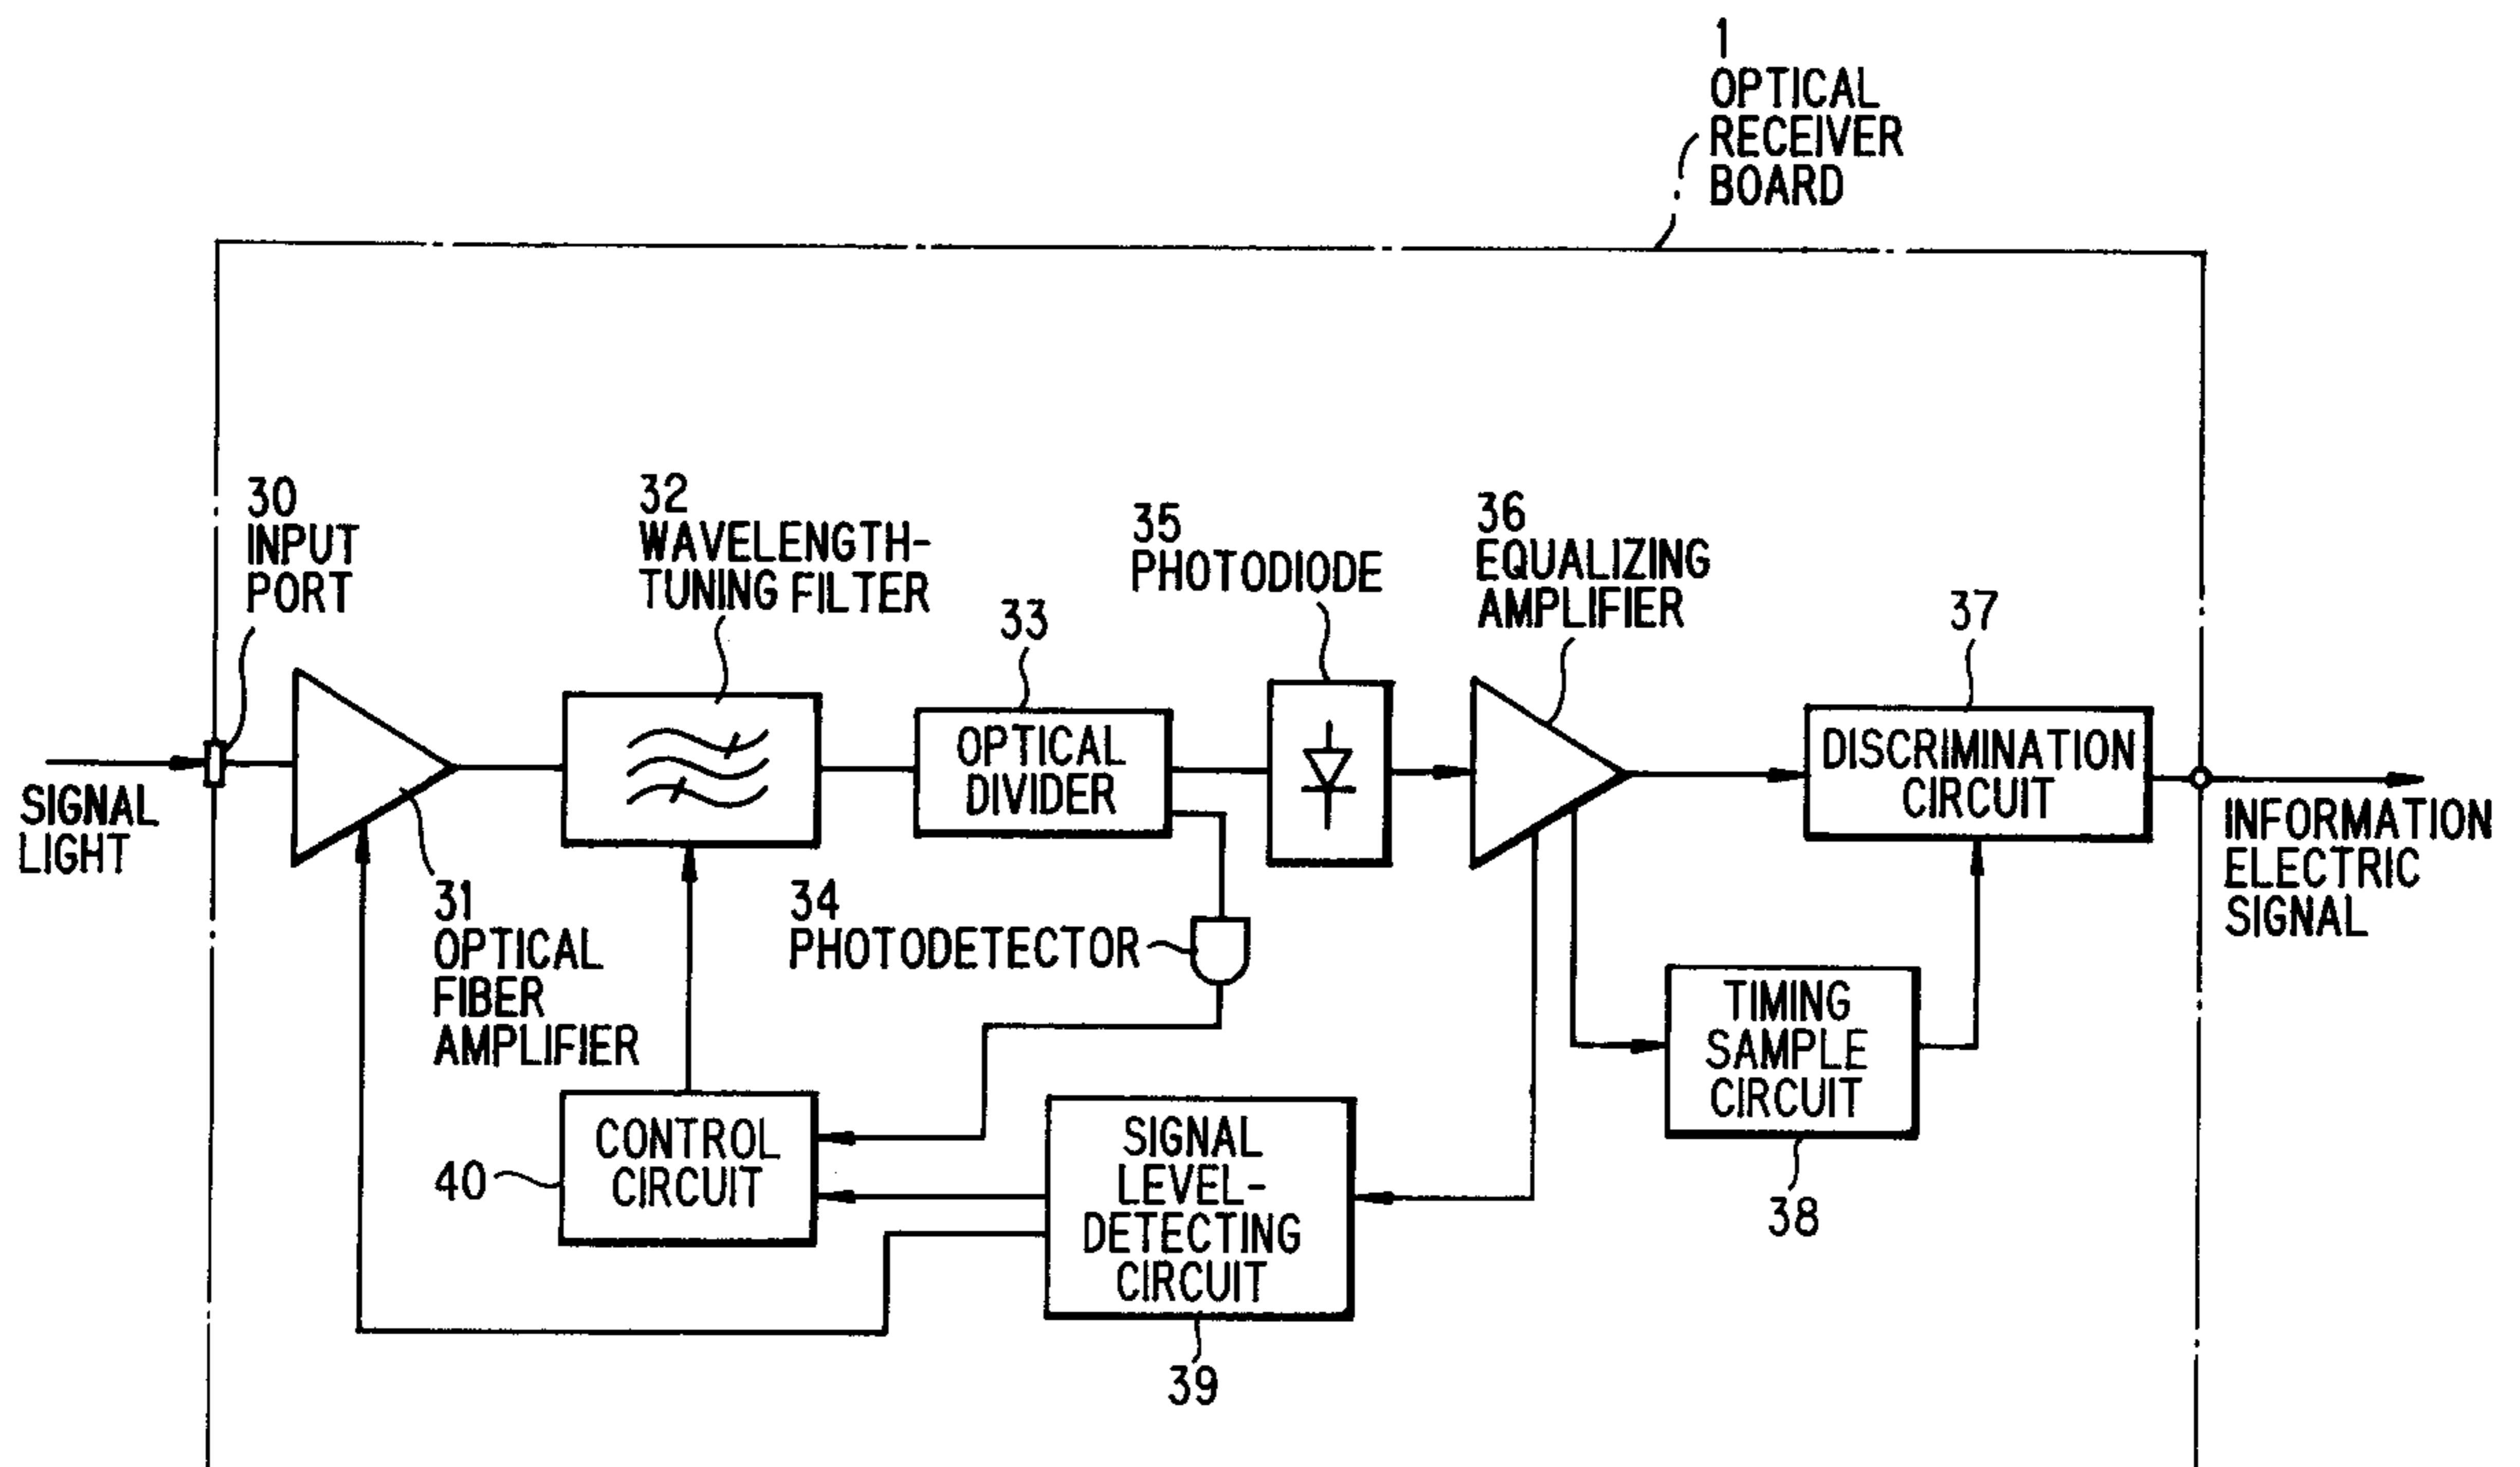 1
OPTICAL
RECEIVER
BOARD
30
INPUT
PORT
32
WAVELENGTH-
TUNING FILTER
33
35
PHOTODIODE
36
EQUALIZING
AMPLIFIER
37
SIGNAL
LIGHT
OPTICAL
DIVIDER
DISCRIMINATION
CIRCUIT
INFORMATION
ELECTRIC
SIGNAL
31
OPTICAL
FIBER
AMPLIFIER
34
PHOTODETECTOR
TIMING
SAMPLE
CIRCUIT
38
40
CONTROL
CIRCUIT
SIGNAL
LEVEL-
DETECTING
CIRCUIT
39